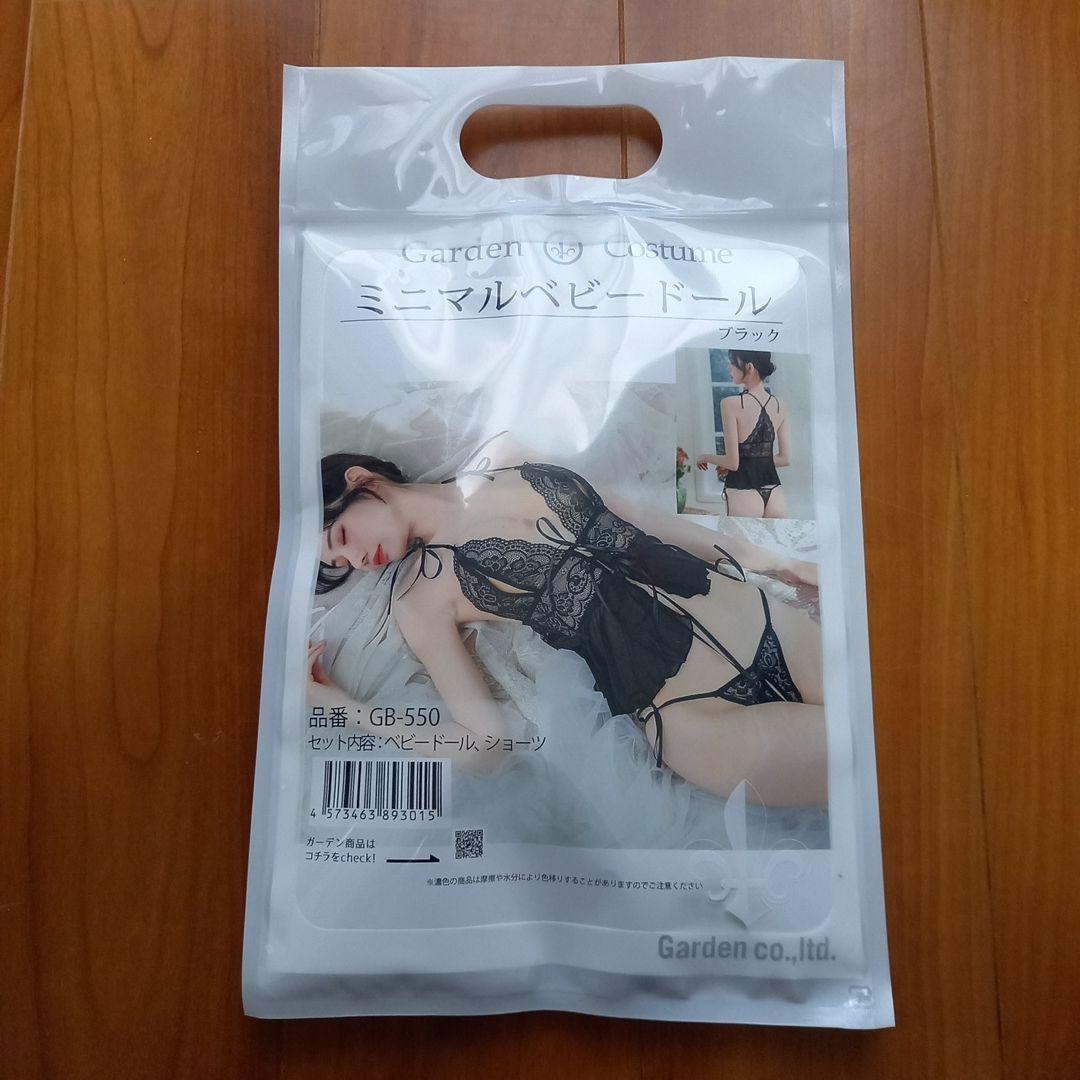 Garden Costume
ミニマルベビードール
ブラック
品番：GB-550
セット内容：ベビードール、ショーツ
4 573463 893015
ガーデン商品は
コチラをcheck!
※濃色の商品は摩擦や水分により色移りすることがありますのでご注意ください
Garden co.,ltd.